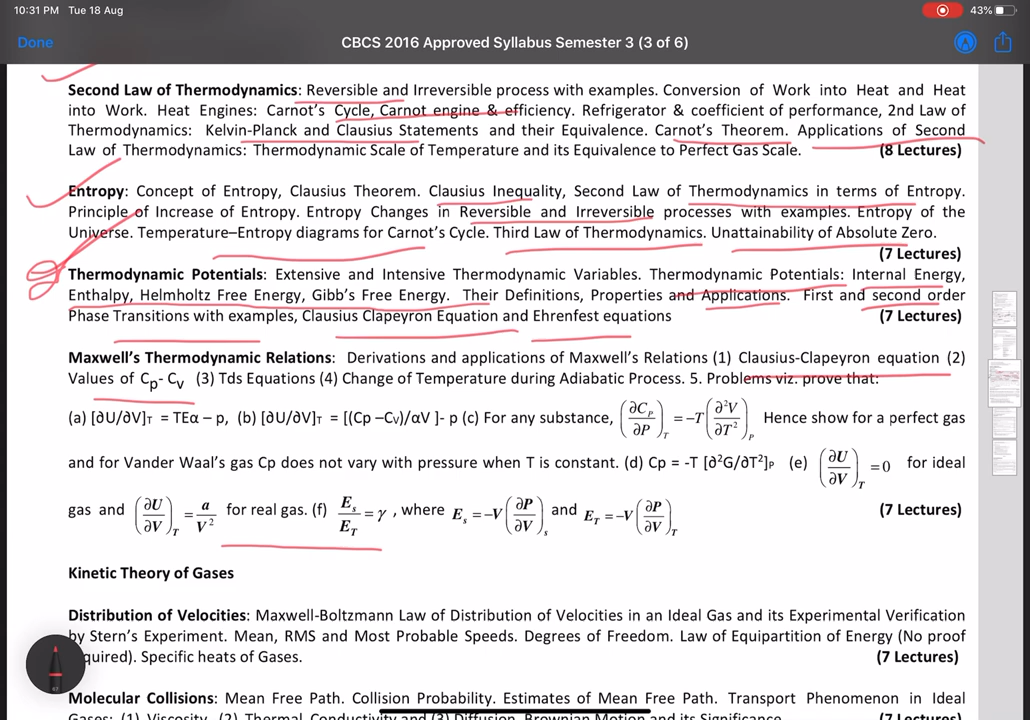 10:31 PM Tue 18 Aug 43%
Done CBCS 2016 Approved Syllabus Semester 3 (3 of 6)
Second Law of Thermodynamics: Reversible and Irreversible process with examples. Conversion of Work into Heat and Heat
into Work. Heat Engines: Carnot's Cycle, Carnot engine & efficiency. Refrigerator & coefficient of performance, 2nd Law of
Thermodynamics: Kelvin-Planck and Clausius Statements and their Equivalence. Carnot's Theorem. Applications of Second
Law of Thermodynamics: Thermodynamic Scale of Temperature and its Equivalence to Perfect Gas Scale. (8 Lectures)
Entropy: Concept of Entropy, Clausius Theorem. Clausius Inequality, Second Law of Thermodynamics in terms of Entropy.
Principle of Increase of Entropy. Entropy Changes in Reversible and Irreversible processes with examples. Entropy of the
Universe. Temperature–Entropy diagrams for Carnot's Cycle. Third Law of Thermodynamics. Unattainability of Absolute Zero.
(7 Lectures)
Thermodynamic Potentials: Extensive and Intensive Thermodynamic Variables. Thermodynamic Potentials: Internal Energy,
Enthalpy, Helmholtz Free Energy, Gibb's Free Energy. Their Definitions, Properties and Applications. First and second order
Phase Transitions with examples, Clausius Clapeyron Equation and Ehrenfest equations (7 Lectures)
Maxwell's Thermodynamic Relations: Derivations and applications of Maxwell's Relations (1) Clausius-Clapeyron equation (2)
Values of Cp- Cv (3) Tds Equations (4) Change of Temperature during Adiabatic Process. 5. Problems viz. prove that:
(a) [∂U/∂V]T = TEα – p, (b) [∂U/∂V]T = [(Cp –Cv)/αV ]- p (c) For any substance, (∂CP/∂P)T = –T(∂²V/∂T²)P Hence show for a perfect gas
and for Vander Waal's gas Cp does not vary with pressure when T is constant. (d) Cp = -T [∂²G/∂T²]P (e) (∂U/∂V)T = 0 for ideal
gas and (∂U/∂V)T = a/V² for real gas. (f) Es/ET = γ, where Es = –V(∂P/∂V)s and ET = –V(∂P/∂V)T (7 Lectures)
Kinetic Theory of Gases
Distribution of Velocities: Maxwell-Boltzmann Law of Distribution of Velocities in an Ideal Gas and its Experimental Verification
by Stern's Experiment. Mean, RMS and Most Probable Speeds. Degrees of Freedom. Law of Equipartition of Energy (No proof
quired). Specific heats of Gases. (7 Lectures)
Molecular Collisions: Mean Free Path. Collision Probability. Estimates of Mean Free Path. Transport Phenomenon in Ideal
Gases: (1) Viscosity, (2) Thermal Conductivity and (3) Diffusion. Brownian Motion and its Significance. (7 Lectures)